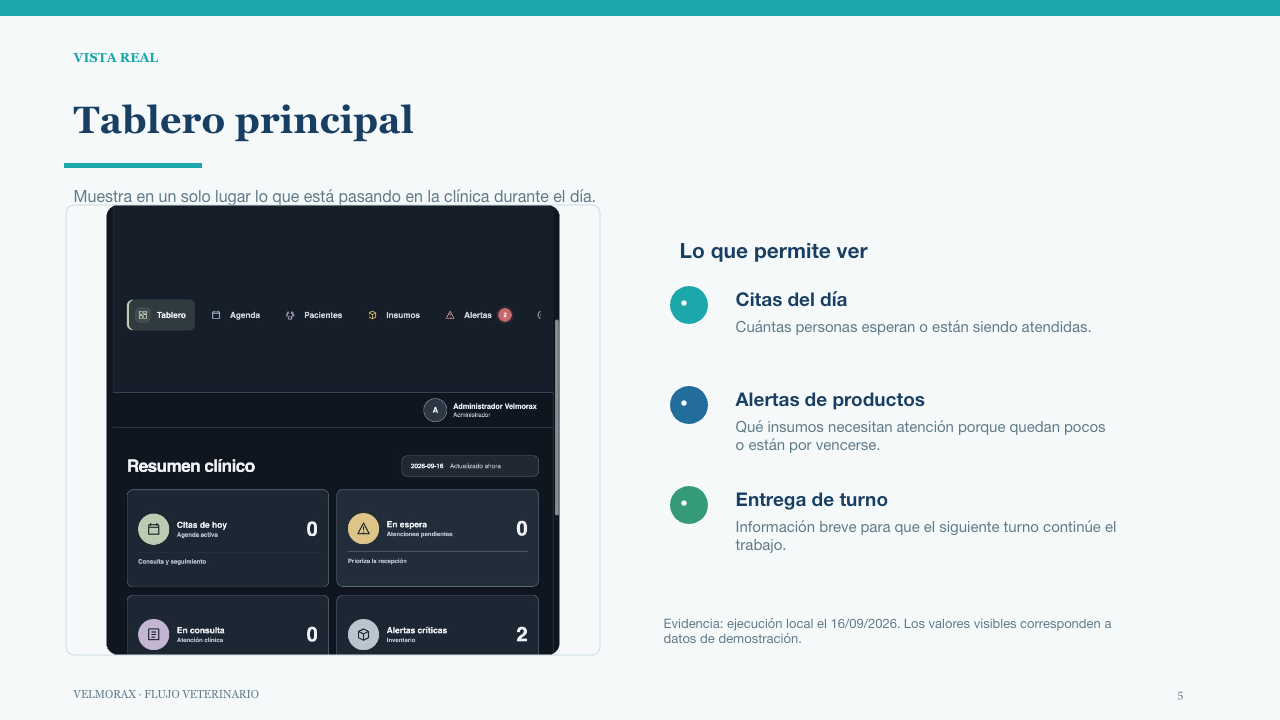 VISTA REAL
Tablero principal
Muestra en un solo lugar lo que está pasando en la clínica durante el día.
Tablero
Agenda
Pacientes
Insumos
Alertas
2
A
Administrador Velmorax
Administrador
Resumen clínico
2026-09-16 Actualizado ahora
Citas de hoy
Agenda activa
0
Consulta y seguimiento
En espera
Atenciones pendientes
0
Prioriza la recepción
En consulta
Atención clínica
0
Alertas críticas
Inventario
2
Lo que permite ver
Citas del día
Cuántas personas esperan o están siendo atendidas.
Alertas de productos
Qué insumos necesitan atención porque quedan pocos
o están por vencerse.
Entrega de turno
Información breve para que el siguiente turno continúe el
trabajo.
Evidencia: ejecución local el 16/09/2026. Los valores visibles corresponden a
datos de demostración.
VELMORAX · FLUJO VETERINARIO
5